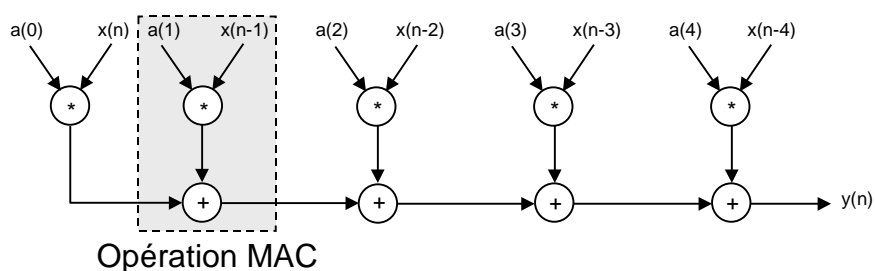 a(0) x(n) a(1) x(n-1) a(2) x(n-2) a(3) x(n-3) a(4) x(n-4)
* * * * *
+ + + + y(n)
Opération MAC